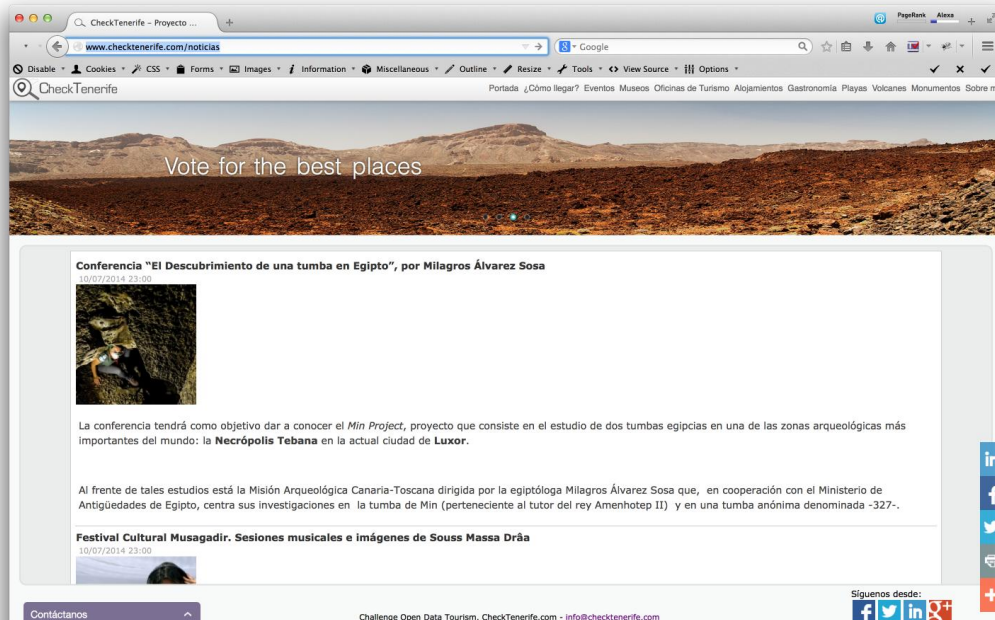 CheckTenerife – Proyecto ...
PageRank Alexa
www.checktenerife.com/noticias
Google
Disable Cookies CSS Forms Images Information Miscellaneous Outline Resize Tools View Source Options
CheckTenerife
Portada ¿Cómo llegar? Eventos Museos Oficinas de Turismo Alojamientos Gastronomía Playas Volcanes Monumentos Sobre
Vote for the best places
Conferencia “El Descubrimiento de una tumba en Egipto”, por Milagros Álvarez Sosa
10/07/2014 23:00
La conferencia tendrá como objetivo dar a conocer el Min Project, proyecto que consiste en el estudio de dos tumbas egipcias en una de las zonas arqueológicas más
importantes del mundo: la Necrópolis Tebana en la actual ciudad de Luxor.
Al frente de tales estudios está la Misión Arqueológica Canaria-Toscana dirigida por la egiptóloga Milagros Álvarez Sosa que, en cooperación con el Ministerio de
Antigüedades de Egipto, centra sus investigaciones en la tumba de Min (perteneciente al tutor del rey Amenhotep II) y en una tumba anónima denominada -327-.
Festival Cultural Musagadir. Sesiones musicales e imágenes de Souss Massa Drâa
10/07/2014 23:00
Contáctanos
Challenge Open Data Tourism. CheckTenerife.com - info@checktenerife.com
Síguenos desde: